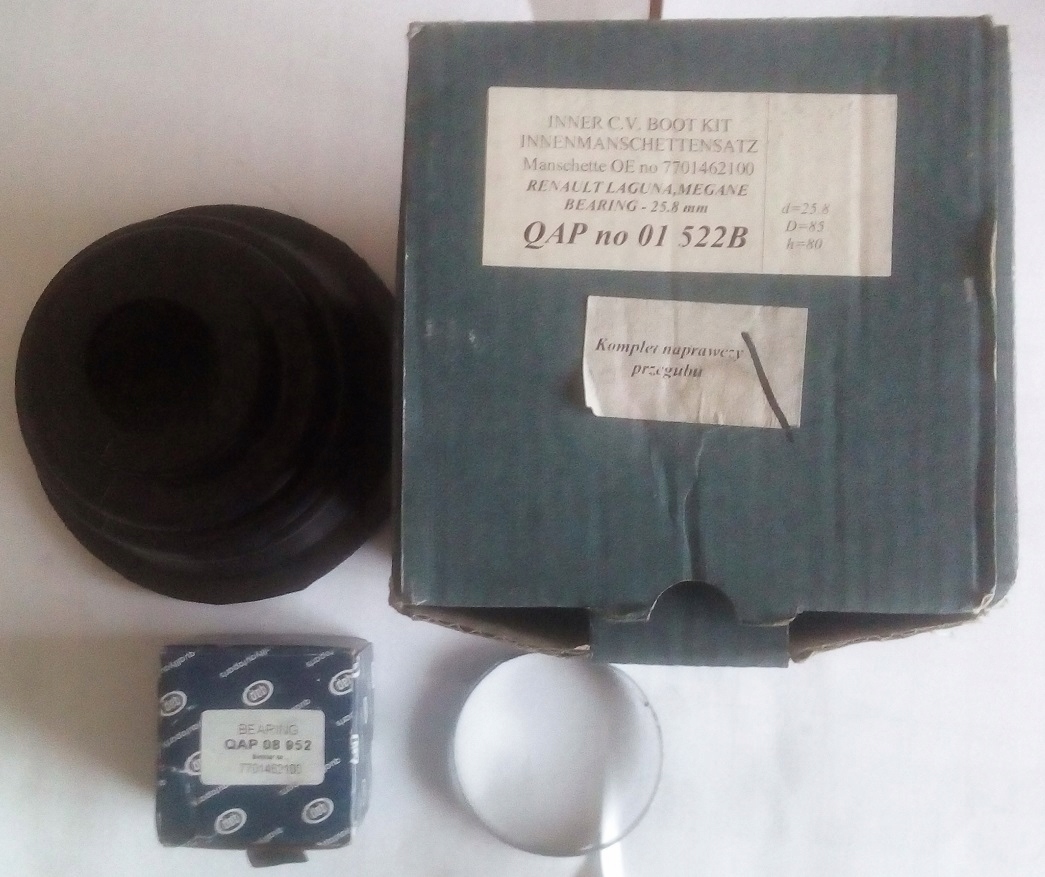 INNER C.V. BOOT KIT
INNENMANSCHETTENSATZ
Manschette OE no 7701462100
RENAULT LAGUNA,MEGANE
BEARING - 25.8 mm
QAP no 01 522B
d=25.8
D=85
h=80
Komplet naprawczy
przegubu
BEARING
QAP 08 952
7701462100